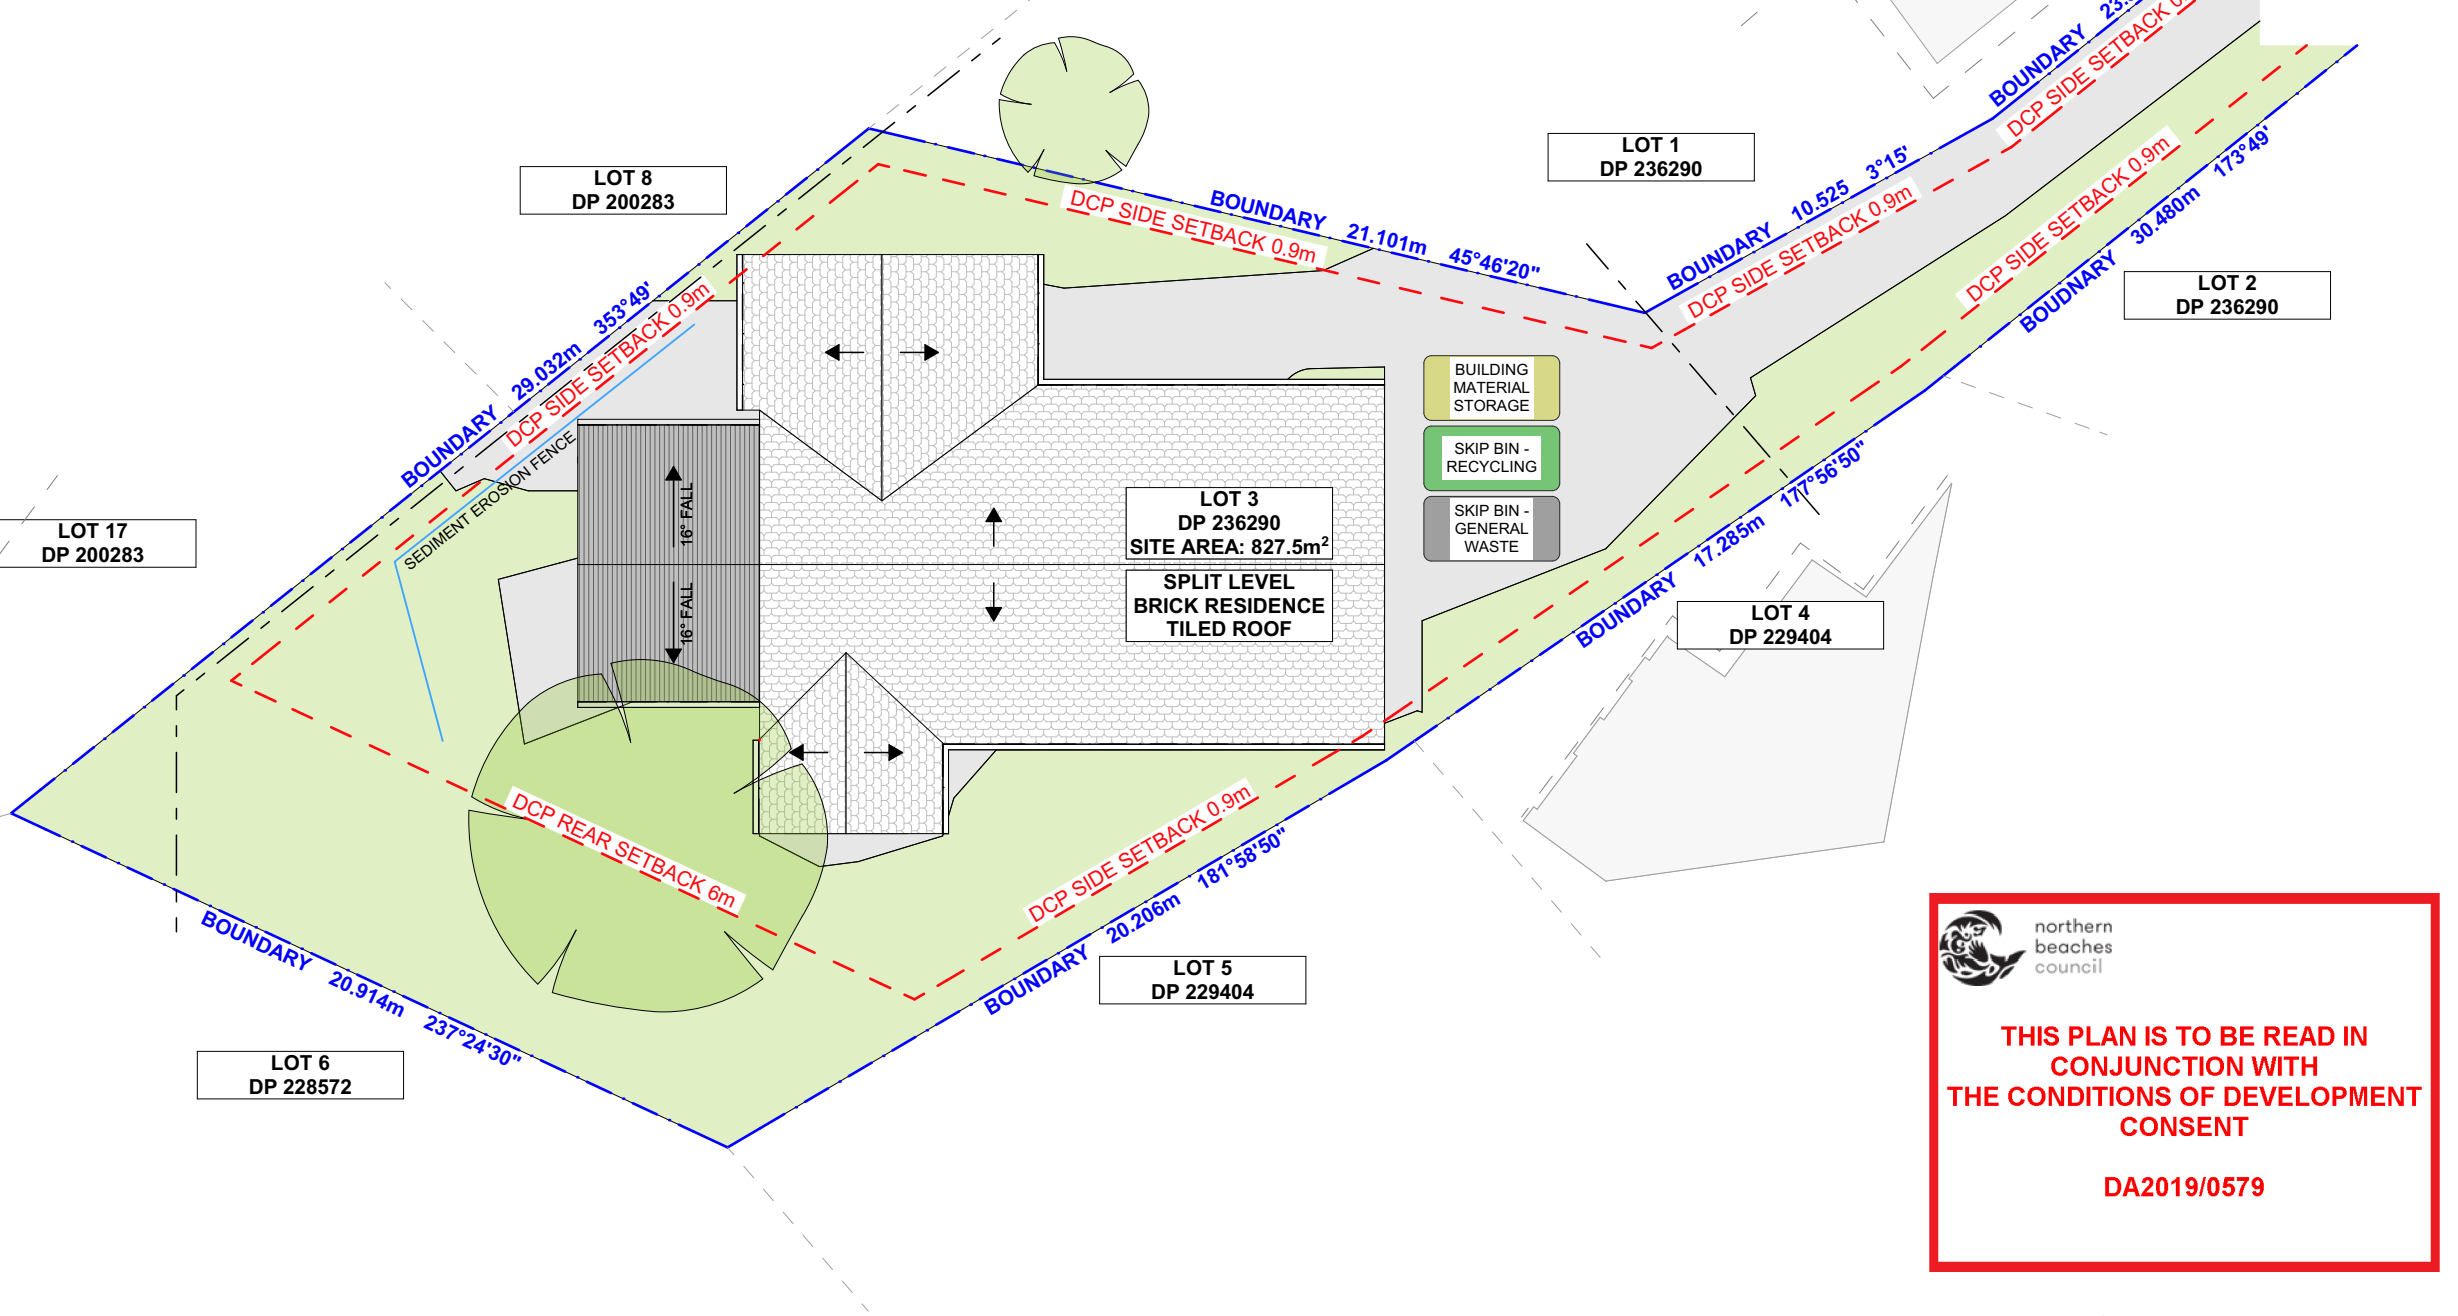 BOUNDARY 23.
DCP SIDE SETBACK 0.
LOT 1
DP 236290
LOT 8
DP 200283
BOUNDARY 10.525 3°15'
DCP SIDE SETBACK 0.9m
BOUNDARY 21.101m 45°46'20"
DCP SIDE SETBACK 0.9m
DCP SIDE SETBACK 0.9m
BOUDNARY 30.480m 173°49'
LOT 2
DP 236290
BOUNDARY 29.032m 353°49'
DCP SIDE SETBACK 0.9m
SEDIMENT EROSION FENCE
BUILDING
MATERIAL
STORAGE
SKIP BIN -
RECYCLING
SKIP BIN -
GENERAL
WASTE
LOT 17
DP 200283
16° FALL
16° FALL
LOT 3
DP 236290
SITE AREA: 827.5m²
SPLIT LEVEL
BRICK RESIDENCE
TILED ROOF
BOUNDARY 17.285m 177°56'50"
LOT 4
DP 229404
DCP REAR SETBACK 6m
DCP SIDE SETBACK 0.9m
BOUNDARY 20.206m 181°58'50"
BOUNDARY 20.914m 237°24'30"
LOT 5
DP 229404
LOT 6
DP 228572
northern
beaches
council
THIS PLAN IS TO BE READ IN
CONJUNCTION WITH
THE CONDITIONS OF DEVELOPMENT
CONSENT
DA2019/0579